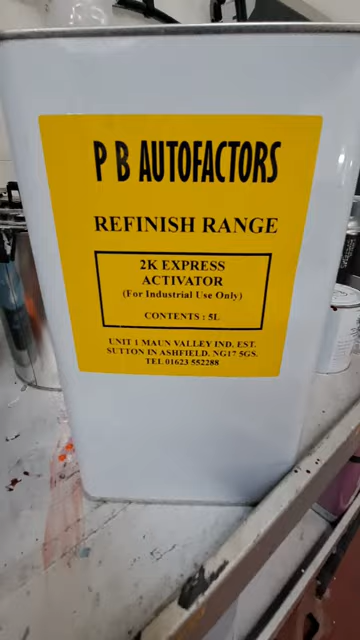 P B AUTOFACTORS
REFINISH RANGE
2K EXPRESS
ACTIVATOR
(For Industrial Use Only)
CONTENTS : 5L
UNIT 1 MAUN VALLEY IND. EST.
SUTTON IN ASHFIELD. NG17 5GS.
TEL 01623 552288